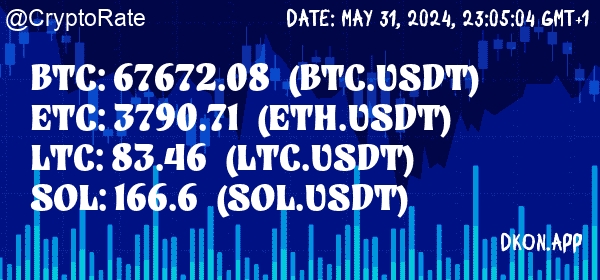 @CryptoRate
DATE: MAY 31, 2024, 23:05:04 GMT+1
BTC: 67672.08 (BTC.USDT)
ETC: 3790.71 (ETH.USDT)
LTC: 83.46 (LTC.USDT)
SOL: 166.6 (SOL.USDT)
DKON.APP